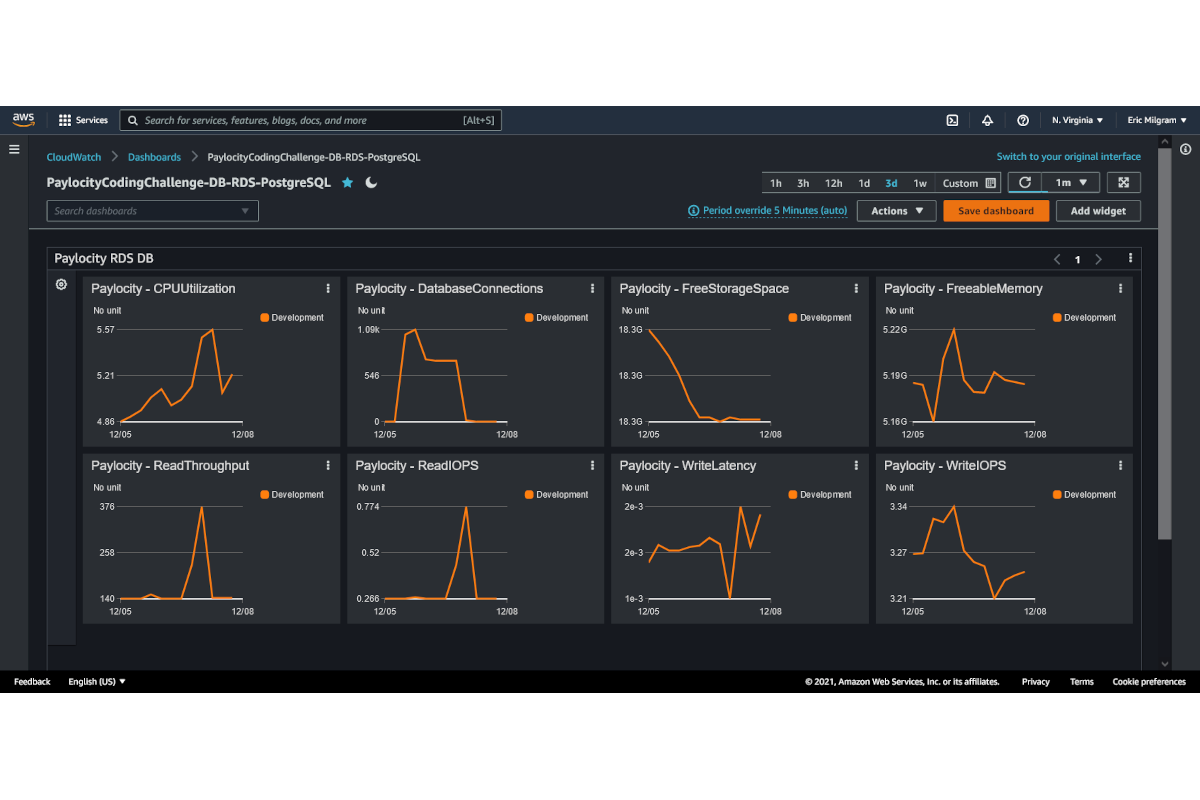 aws Services Search for services, features, blogs, docs, and more [Alt+S] N. Virginia Eric Milgram
CloudWatch Dashboards PaylocityCodingChallenge-DB-RDS-PostgreSQL Switch to your original interface
PaylocityCodingChallenge-DB-RDS-PostgreSQL 1h 3h 12h 1d 3d 1w Custom 1m
Search dashboards Period override 5 Minutes (auto) Actions Save dashboard Add widget
Paylocity RDS DB 1
Paylocity - CPUUtilization
No unit
Development
5.57
5.21
4.86
12/05 12/08
Paylocity - DatabaseConnections
No unit
Development
1.09k
546
0
12/05 12/08
Paylocity - FreeStorageSpace
No unit
Development
18.3G
18.3G
18.3G
12/05 12/08
Paylocity - FreeableMemory
No unit
Development
5.22G
5.19G
5.16G
12/05 12/08
Paylocity - ReadThroughput
No unit
Development
376
258
140
12/05 12/08
Paylocity - ReadIOPS
No unit
Development
0.774
0.52
0.266
12/05 12/08
Paylocity - WriteLatency
No unit
Development
2e-3
2e-3
1e-3
12/05 12/08
Paylocity - WriteIOPS
No unit
Development
3.34
3.27
3.21
12/05 12/08
Feedback English (US) © 2021, Amazon Web Services, Inc. or its affiliates. Privacy Terms Cookie preferences